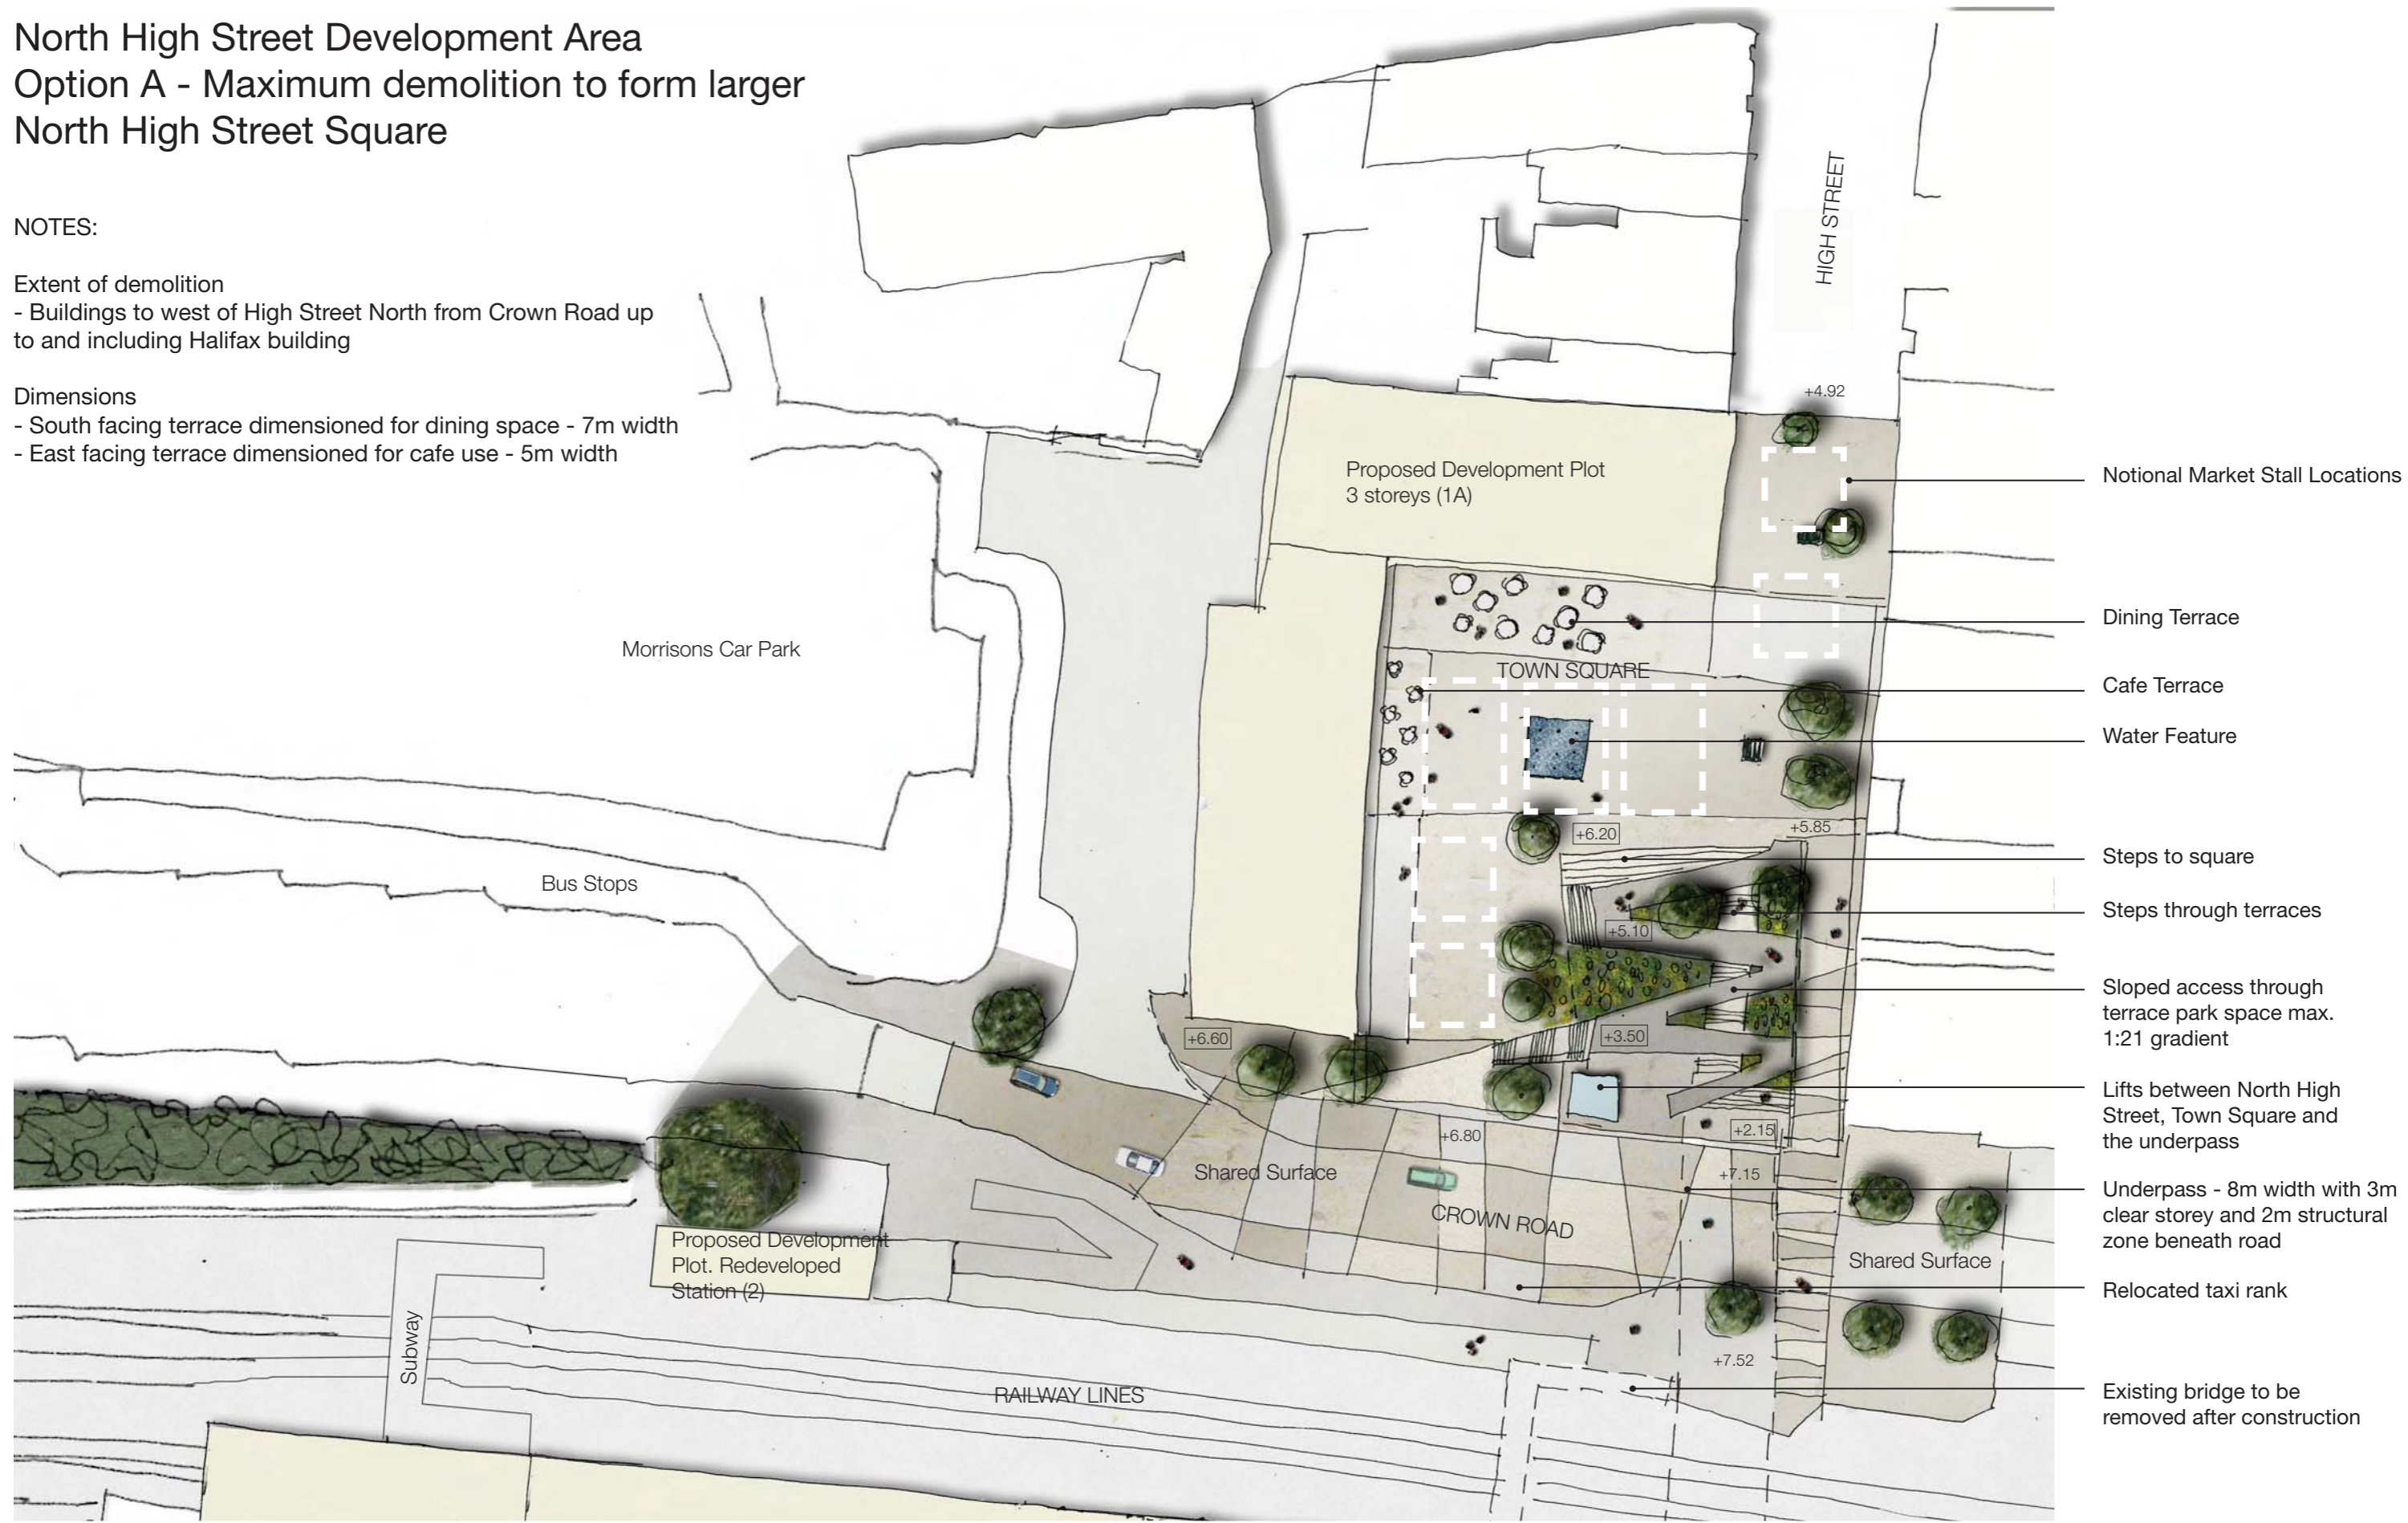 North High Street Development Area
Option A - Maximum demolition to form larger
North High Street Square
NOTES:
Extent of demolition
- Buildings to west of High Street North from Crown Road up
to and including Halifax building
Dimensions
- South facing terrace dimensioned for dining space - 7m width
- East facing terrace dimensioned for cafe use - 5m width
HIGH STREET
+4.92
Proposed Development Plot
3 storeys (1A)
Notional Market Stall Locations
Dining Terrace
Morrisons Car Park
TOWN SQUARE
Cafe Terrace
Water Feature
+6.20
+5.85
Steps to square
Bus Stops
Steps through terraces
+5.10
Sloped access through
terrace park space max.
1:21 gradient
+6.60
+3.50
Lifts between North High
Street, Town Square and
the underpass
+6.80
+2.15
Shared Surface
+7.15
Underpass - 8m width with 3m
clear storey and 2m structural
zone beneath road
CROWN ROAD
Proposed Development
Plot. Redeveloped
Station (2)
Shared Surface
Relocated taxi rank
Subway
+7.52
RAILWAY LINES
Existing bridge to be
removed after construction